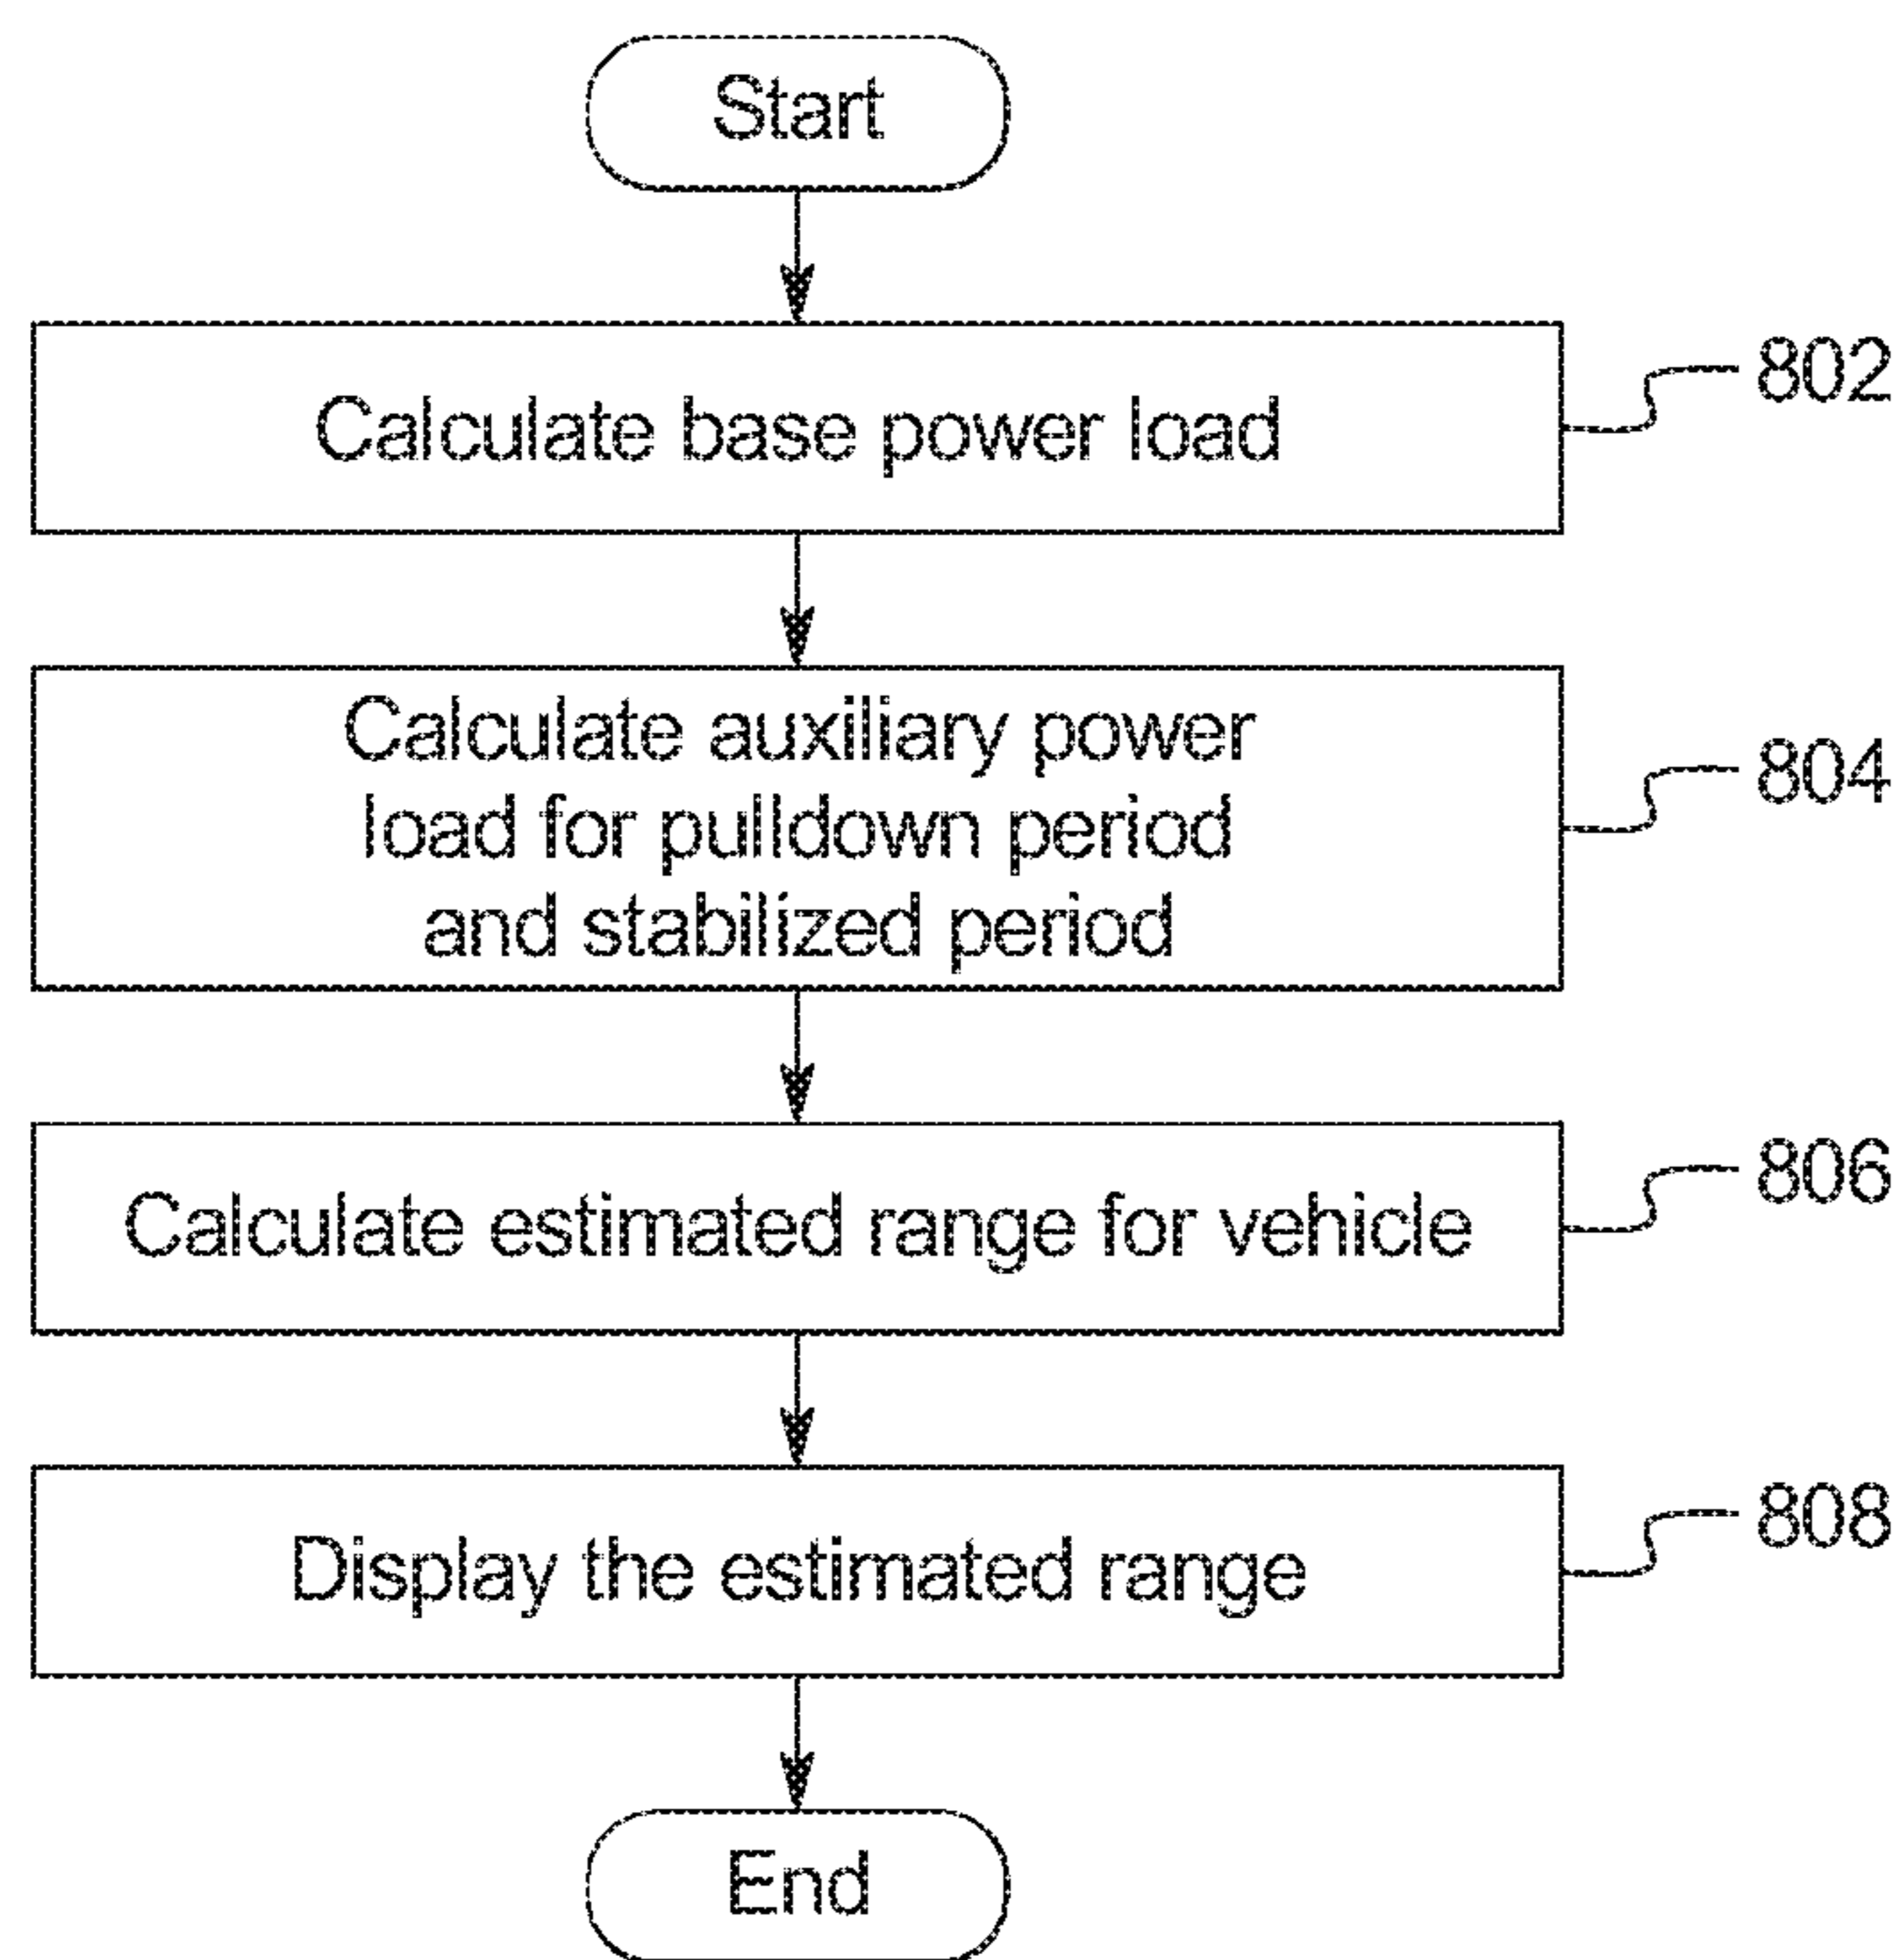 Start
Calculate base power load
802
Calculate auxiliary power
load for pulldown period
and stabilized period
804
Calculate estimated range for vehicle
806
Display the estimated range
808
End